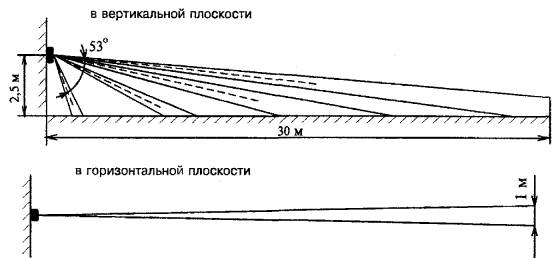 в вертикальной плоскости
53°
2,5 м
30 м
в горизонтальной плоскости
1 м